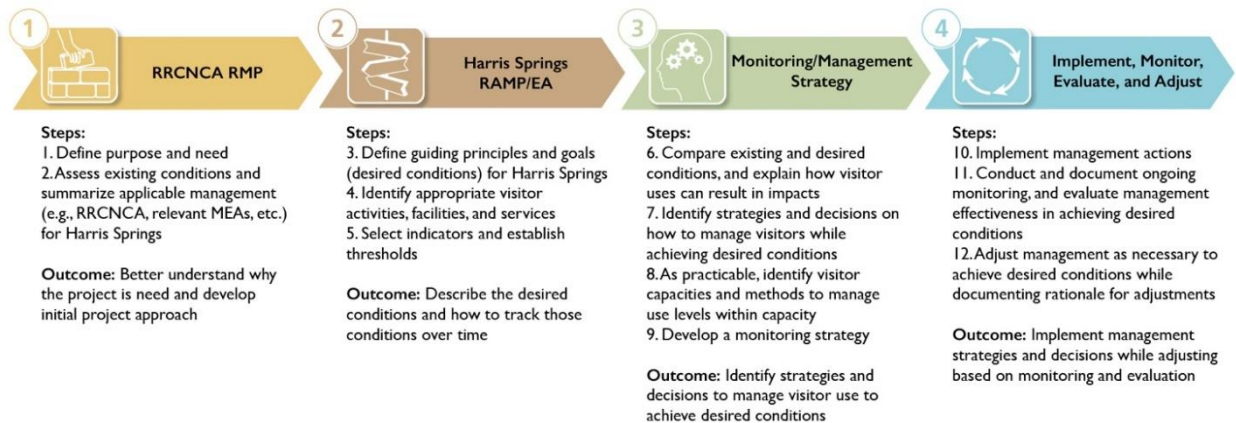 1
RRCNCA RMP
Steps:
1. Define purpose and need
2. Assess existing conditions and
summarize applicable management
(e.g., RRCNCA, relevant MEAs, etc.)
for Harris Springs
Outcome: Better understand why
the project is need and develop
initial project approach
2
Harris Springs
RAMP/EA
Steps:
3. Define guiding principles and goals
(desired conditions) for Harris Springs
4. Identify appropriate visitor
activities, facilities, and services
5. Select indicators and establish
thresholds
Outcome: Describe the desired
conditions and how to track those
conditions over time
3
Monitoring/Management
Strategy
Steps:
6. Compare existing and desired
conditions, and explain how visitor
uses can result in impacts
7. Identify strategies and decisions on
how to manage visitors while
achieving desired conditions
8. As practicable, identify visitor
capacities and methods to manage
use levels within capacity
9. Develop a monitoring strategy
Outcome: Identify strategies and
decisions to manage visitor use to
achieve desired conditions
4
Implement, Monitor,
Evaluate, and Adjust
Steps:
10. Implement management actions
11. Conduct and document ongoing
monitoring, and evaluate management
effectiveness in achieving desired
conditions
12. Adjust management as necessary to
achieve desired conditions while
documenting rationale for adjustments
Outcome: Implement management
strategies and decisions while adjusting
based on monitoring and evaluation